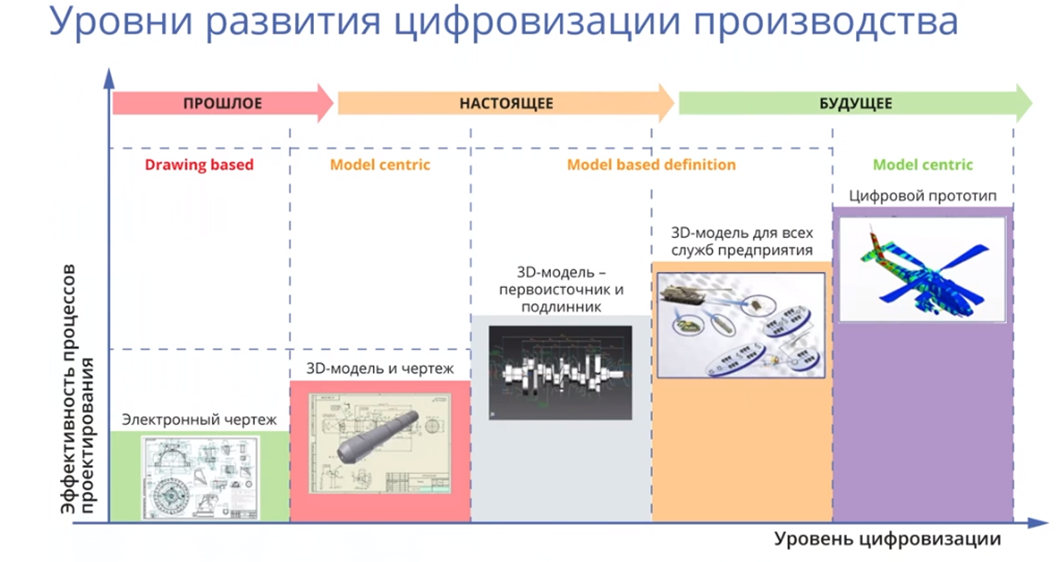 Уровни развития цифровизации производства
ПРОШЛОЕ
НАСТОЯЩЕЕ
БУДУЩЕЕ
Drawing based
Model centric
Model based definition
Model centric
Цифровой прототип
3D-модель для всех
служб предприятия
3D-модель –
первоисточник и
подлинник
3D-модель и чертеж
Электронный чертеж
Эффективность процессов
проектирования
Уровень цифровизации